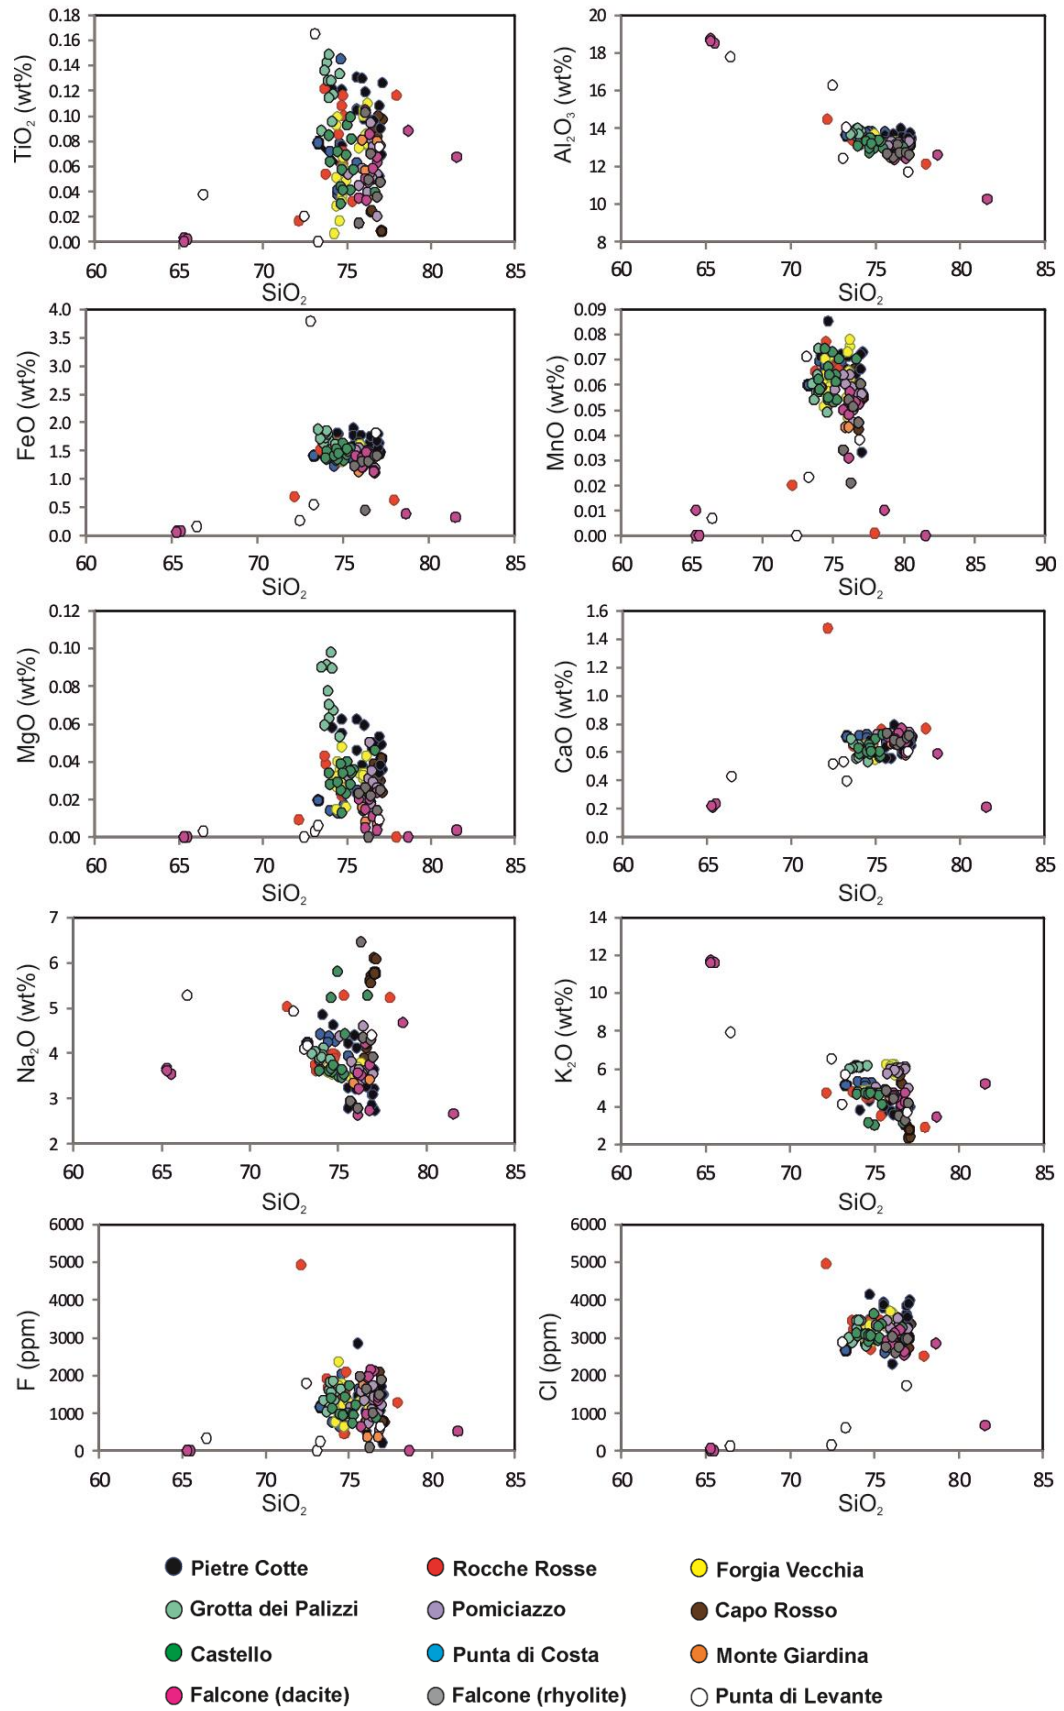 0.18
0.16
0.14
0.12
0.10
0.08
0.06
0.04
0.02
0.00
TiO₂ (wt%)
60 65 70 75 80 85
SiO₂
20
18
16
14
12
10
8
Al₂O₃ (wt%)
60 65 70 75 80 85
SiO₂
4.0
3.5
3.0
2.5
2.0
1.5
1.0
0.5
0.0
FeO (wt%)
60 65 70 75 80 85
SiO₂
0.09
0.08
0.07
0.06
0.05
0.04
0.03
0.02
0.01
0.00
MnO (wt%)
60 65 70 75 80 85 90
SiO₂
0.12
0.10
0.08
0.06
0.04
0.02
0.00
MgO (wt%)
60 65 70 75 80 85
SiO₂
1.6
1.4
1.2
1.0
0.8
0.6
0.4
0.2
0.0
CaO (wt%)
60 65 70 75 80 85
SiO₂
7
6
5
4
3
2
Na₂O (wt%)
60 65 70 75 80 85
SiO₂
14
12
10
8
6
4
2
K₂O (wt%)
60 65 70 75 80 85
SiO₂
6000
5000
4000
3000
2000
1000
0
F (ppm)
60 65 70 75 80 85
SiO₂
6000
5000
4000
3000
2000
1000
0
Cl (ppm)
60 65 70 75 80 85
SiO₂
Pietre Cotte Rocche Rosse Forgia Vecchia
Grotta dei Palizzi Pomiciazzo Capo Rosso
Castello Punta di Costa Monte Giardina
Falcone (dacite) Falcone (rhyolite) Punta di Levante